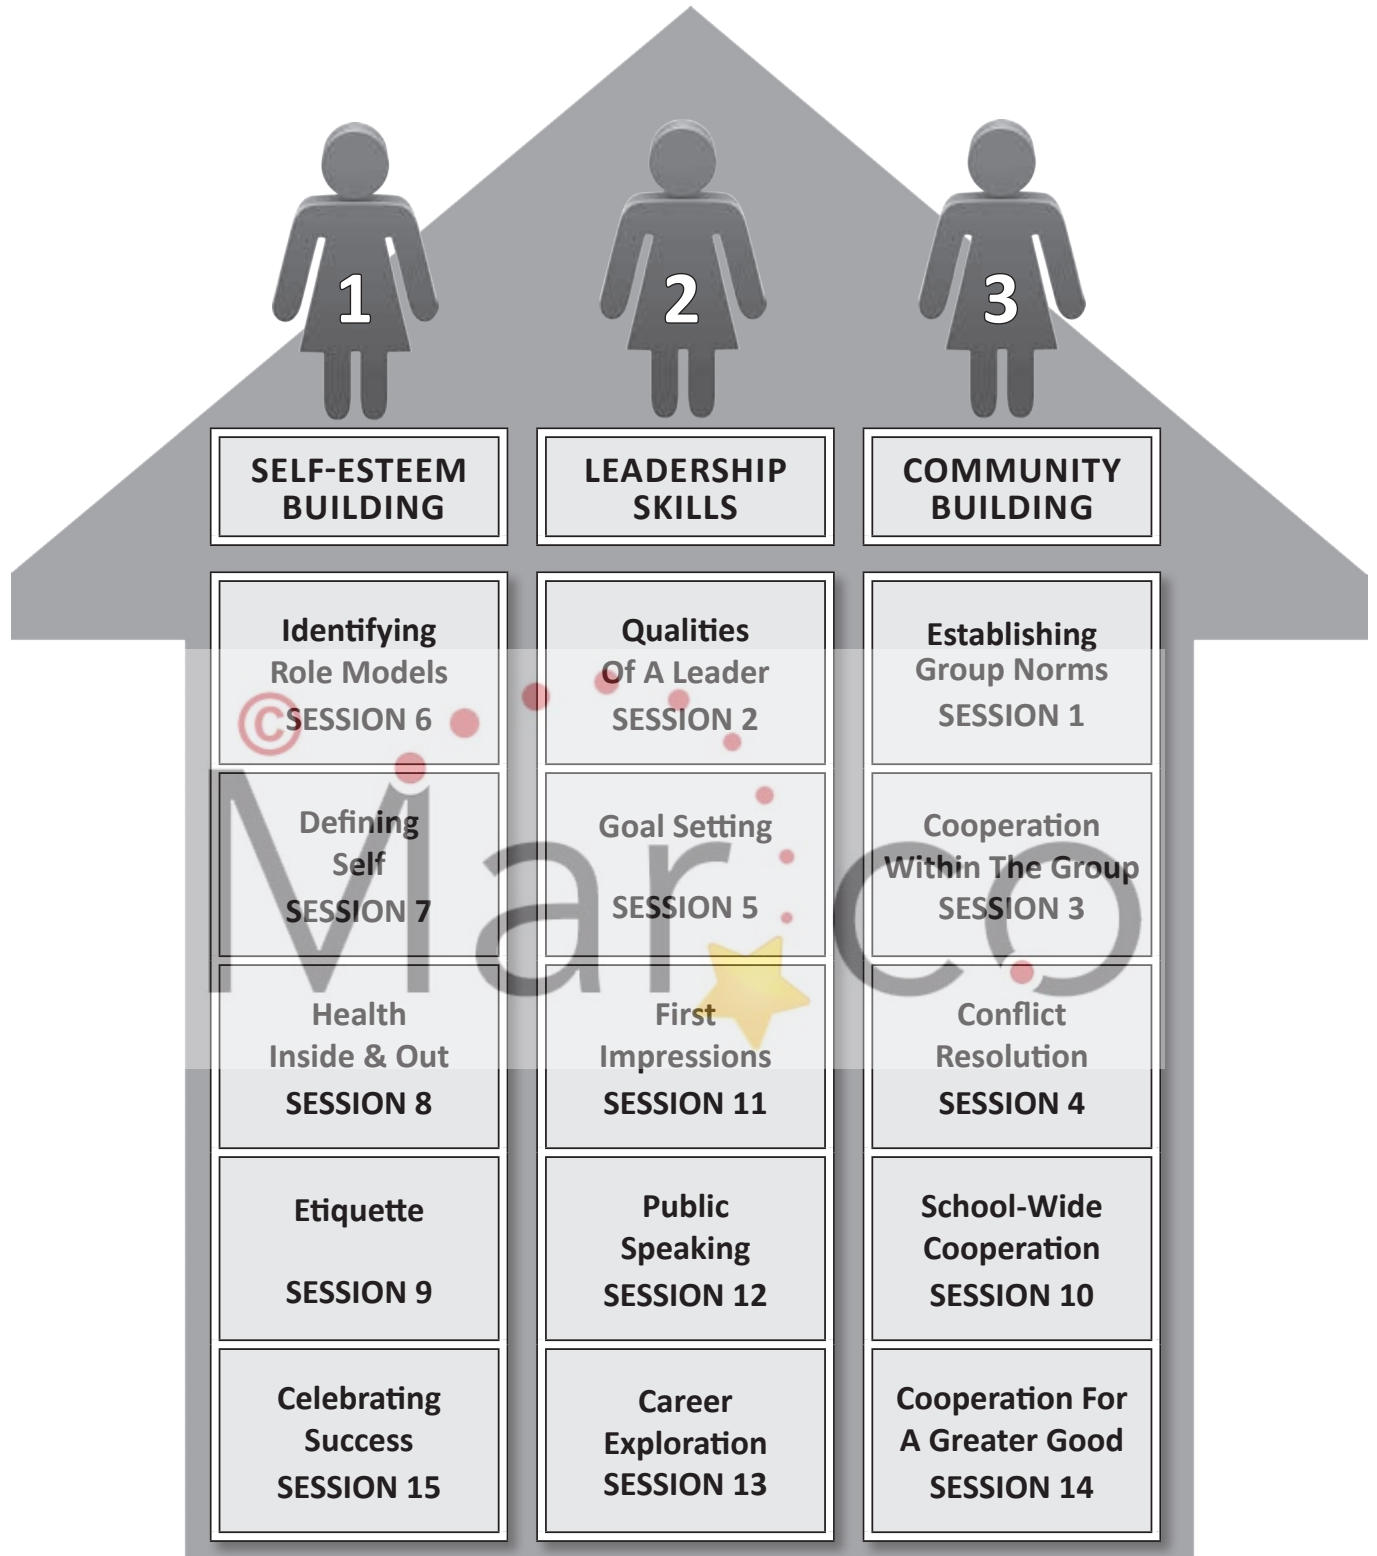 1
2
3
SELF-ESTEEM
BUILDING
LEADERSHIP
SKILLS
COMMUNITY
BUILDING
Identifying
Role Models
SESSION 6
Defining
Self
SESSION 7
Health
Inside & Out
SESSION 8
Etiquette
SESSION 9
Celebrating
Success
SESSION 15
Qualities
Of A Leader
SESSION 2
Goal Setting
SESSION 5
First
Impressions
SESSION 11
Public
Speaking
SESSION 12
Career
Exploration
SESSION 13
Establishing
Group Norms
SESSION 1
Cooperation
Within The Group
SESSION 3
Conflict
Resolution
SESSION 4
School-Wide
Cooperation
SESSION 10
Cooperation For
A Greater Good
SESSION 14
©
Mar co